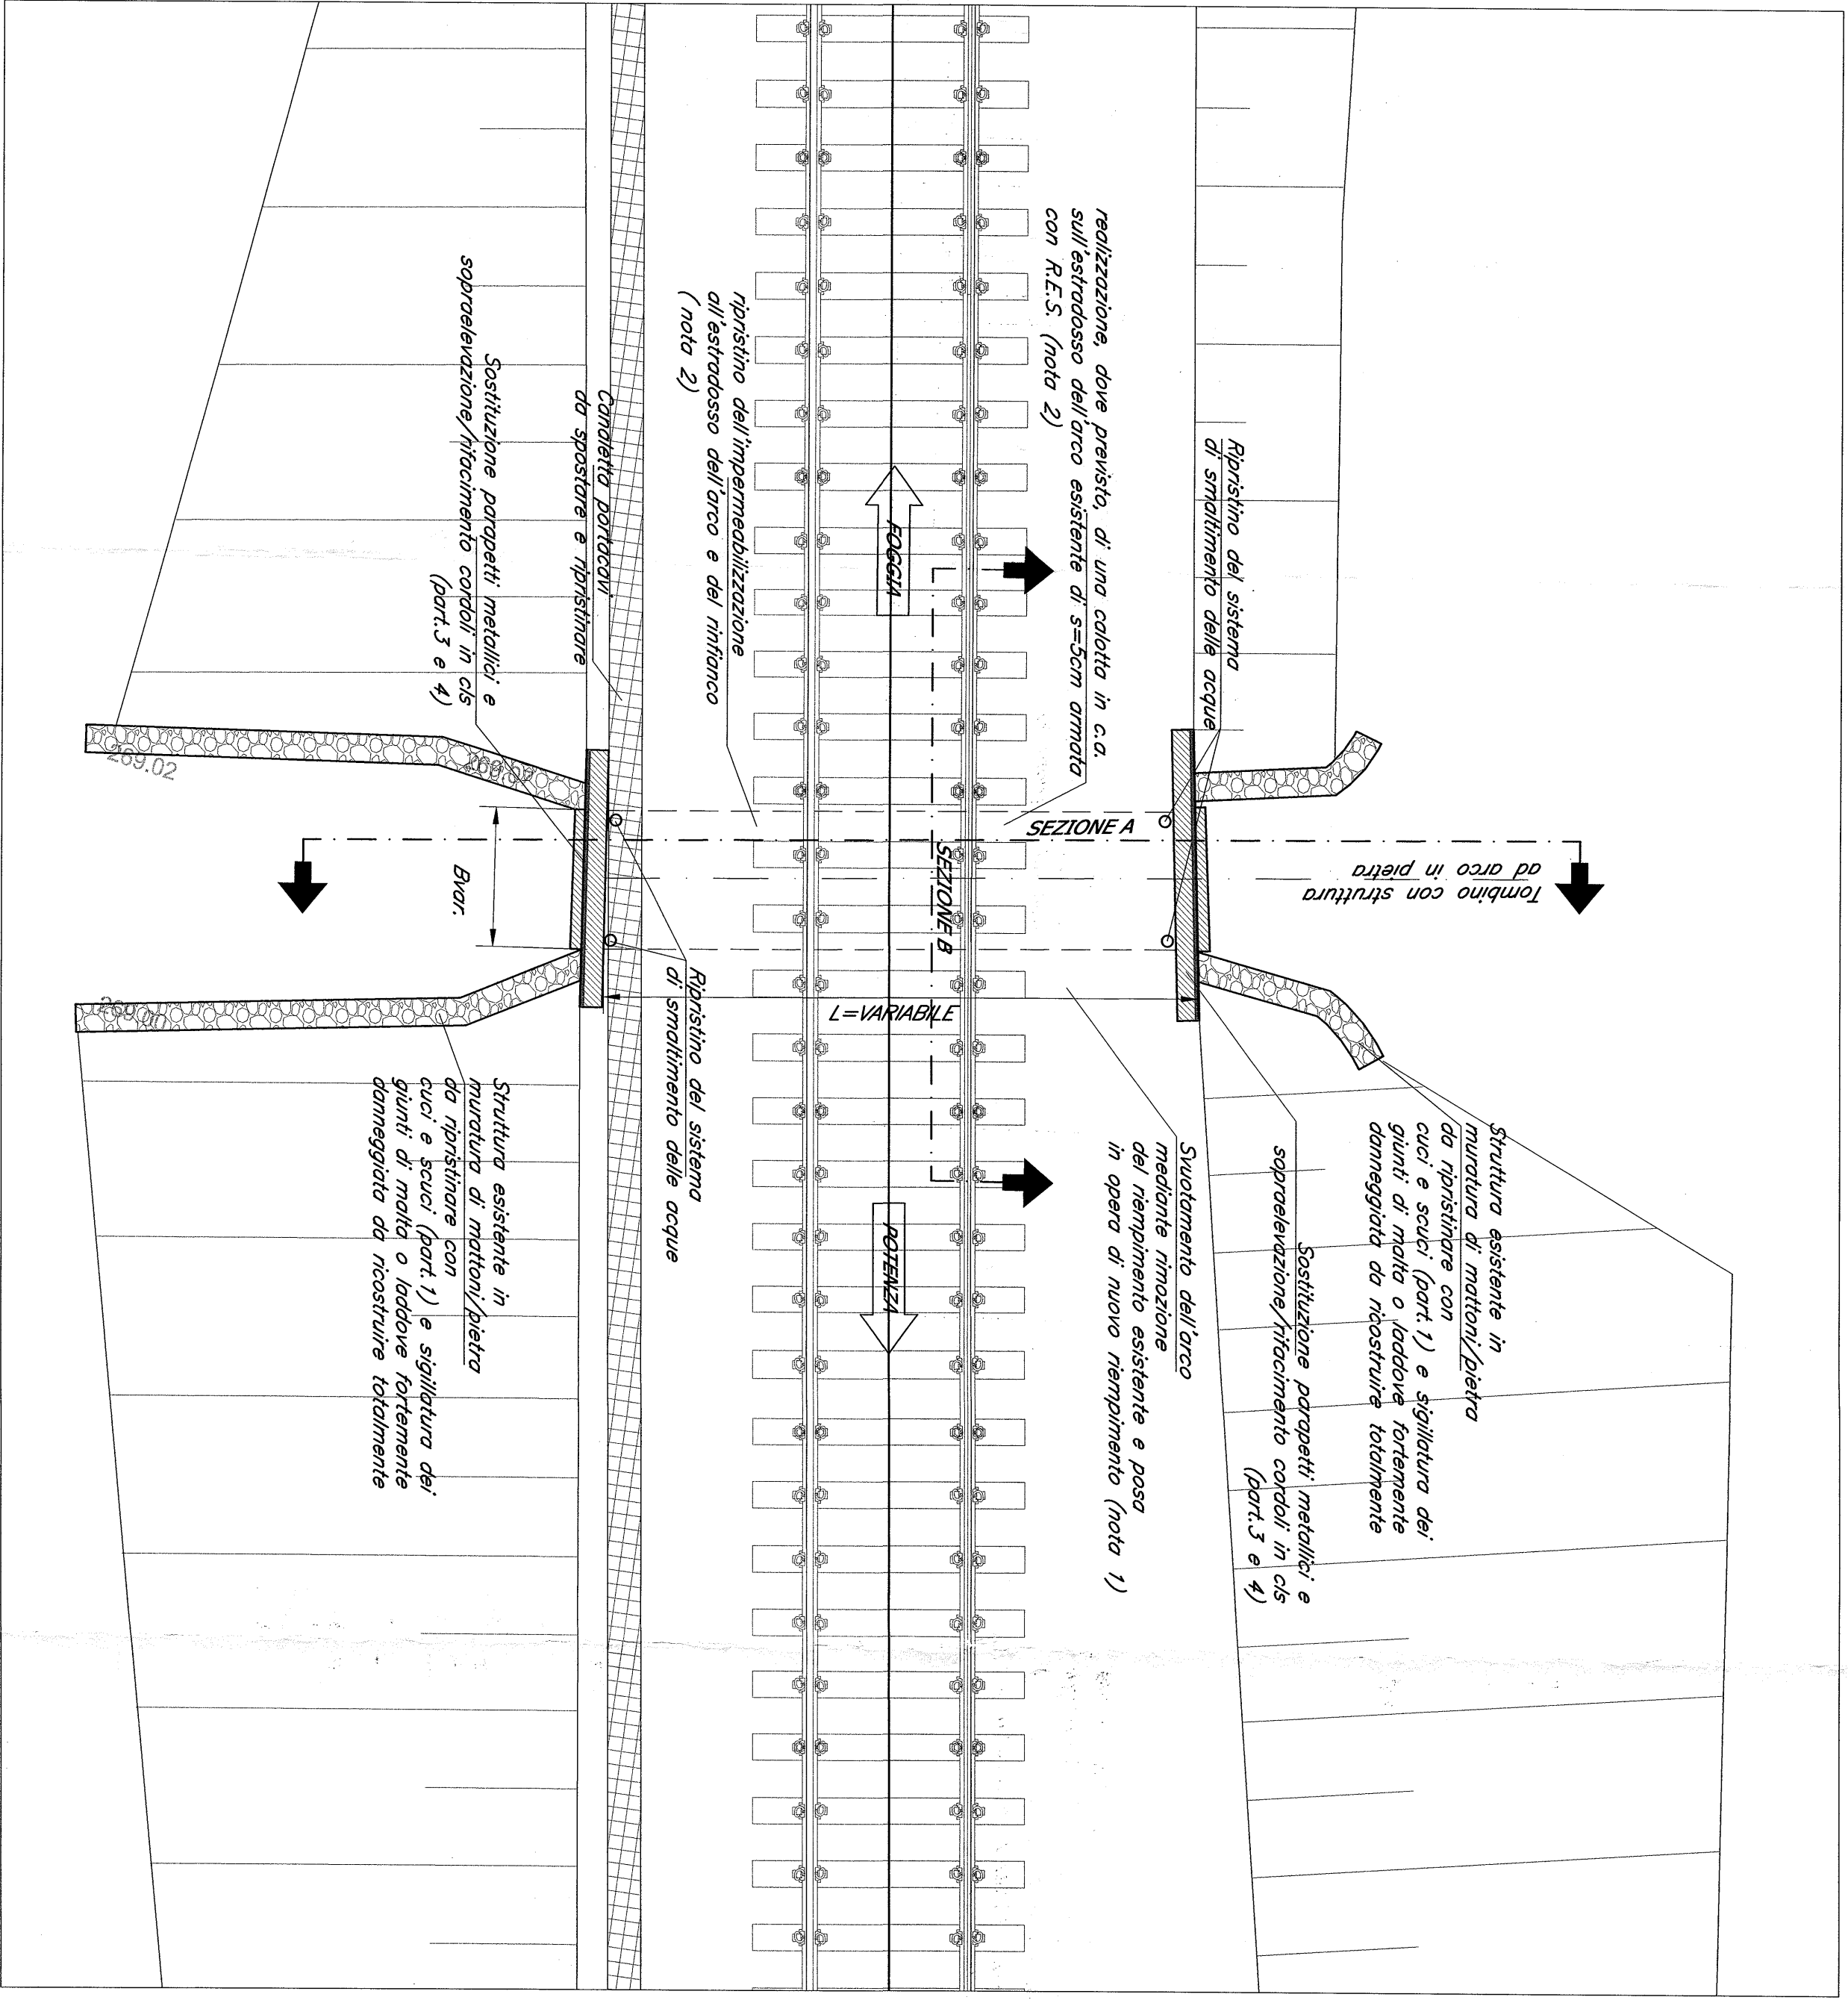 realizzazione, dove previsto, di una calotta in c.a.
sull'estradosso dell'arco esistente di s=5cm armata
con R.E.S. (nota 2)
Ripristino del sistema
di smaltimento delle acque
ripristino dell'impermeabilizzazione
all'estradosso dell'arco e del rinfianco
(nota 2)
Canaletta portacavi
da spostare e ripristinare
Sostituzione parapetti metallici e
sopraelevazione/rifacimento cordoli in cls
(part.3 e 4)
FOGGIA
SEZIONE A
SEZIONE B
Tombino con struttura
ad arco in pietra
269.02
Bvar.
L=VARIABILE
Ripristino del sistema
di smaltimento delle acque
Struttura esistente in
muratura di mattoni/pietra
da ripristinare con
cuci e scuci (part.1) e sigillatura dei
giunti di malta o laddove fortemente
danneggiata da ricostruire totalmente
POTENZA
Svuotamento dell'arco
mediante rimozione
del riempimento esistente e posa
in opera di nuovo riempimento (nota 1)
Sostituzione parapetti metallici e
sopraelevazione/rifacimento cordoli in cls
(part.3 e 4)
Struttura esistente in
muratura di mattoni/pietra
da ripristinare con
cuci e scuci (part.1) e sigillatura dei
giunti di malta o laddove fortemente
danneggiata da ricostruire totalmente